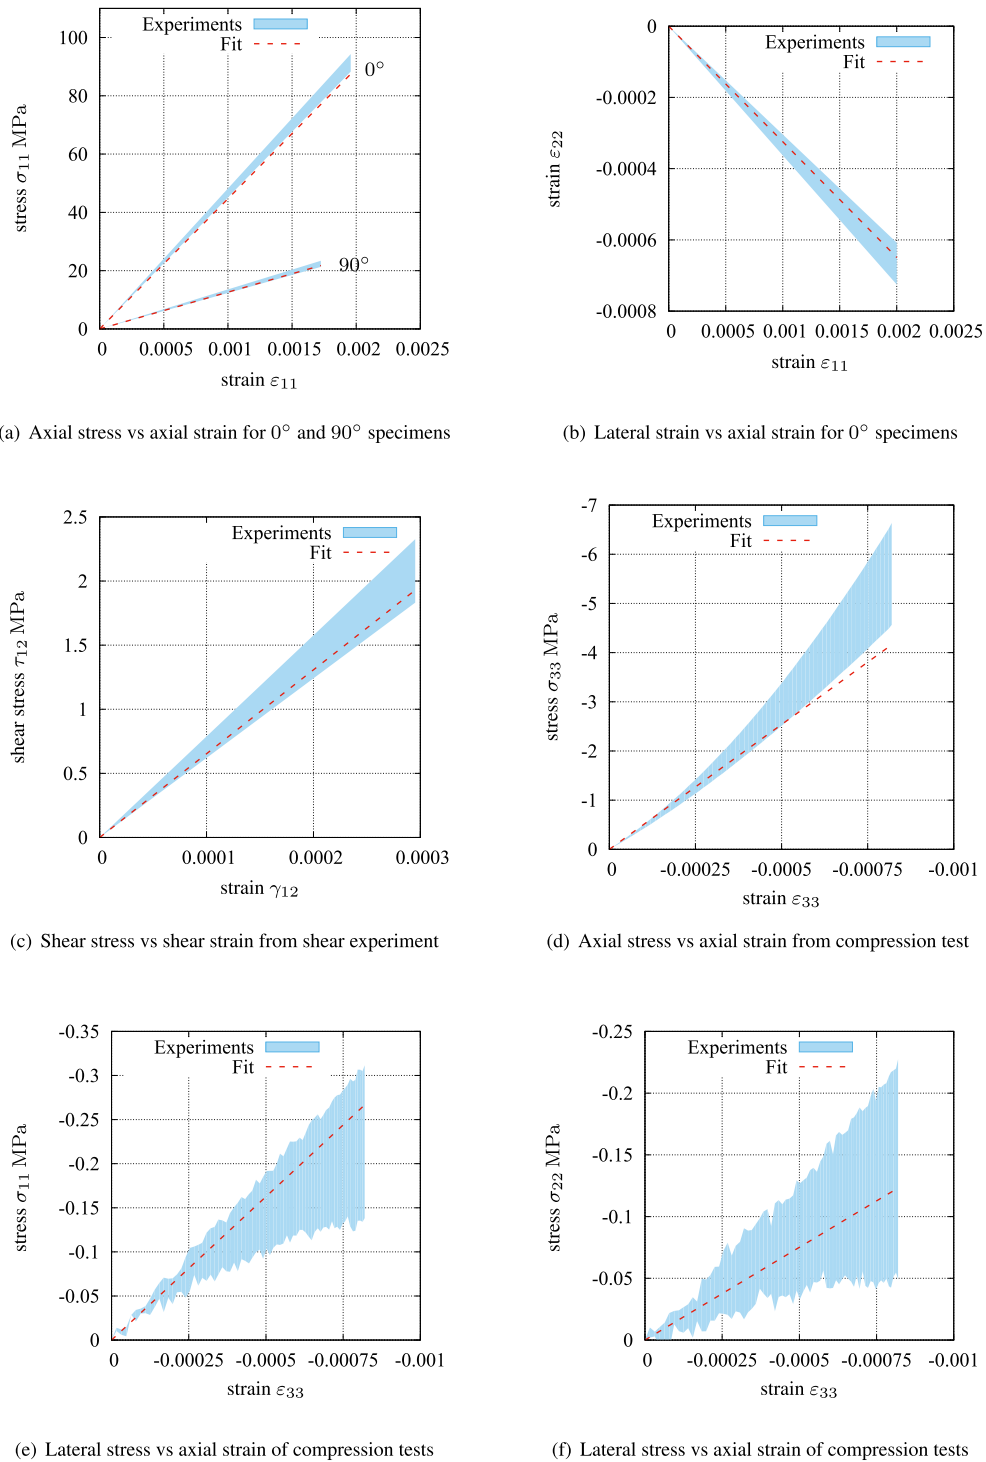 Experiments
Fit
0°
90°
100
80
60
40
20
0
0 0.0005 0.001 0.0015 0.002 0.0025
stress σ11 MPa
strain ε11
(a) Axial stress vs axial strain for 0° and 90° specimens
Experiments
Fit
0
-0.0002
-0.0004
-0.0006
-0.0008
0 0.0005 0.001 0.0015 0.002 0.0025
strain ε22
strain ε11
(b) Lateral strain vs axial strain for 0° specimens
Experiments
Fit
2.5
2
1.5
1
0.5
0
0 0.0001 0.0002 0.0003
shear stress τ12 MPa
strain γ12
(c) Shear stress vs shear strain from shear experiment
Experiments
Fit
-7
-6
-5
-4
-3
-2
-1
0
0 -0.00025 -0.0005 -0.00075 -0.001
stress σ33 MPa
strain ε33
(d) Axial stress vs axial strain from compression test
Experiments
Fit
-0.35
-0.3
-0.25
-0.2
-0.15
-0.1
-0.05
0
0 -0.00025 -0.0005 -0.00075 -0.001
stress σ11 MPa
strain ε33
(e) Lateral stress vs axial strain of compression tests
Experiments
Fit
-0.25
-0.2
-0.15
-0.1
-0.05
0
0 -0.00025 -0.0005 -0.00075 -0.001
stress σ22 MPa
strain ε33
(f) Lateral stress vs axial strain of compression tests